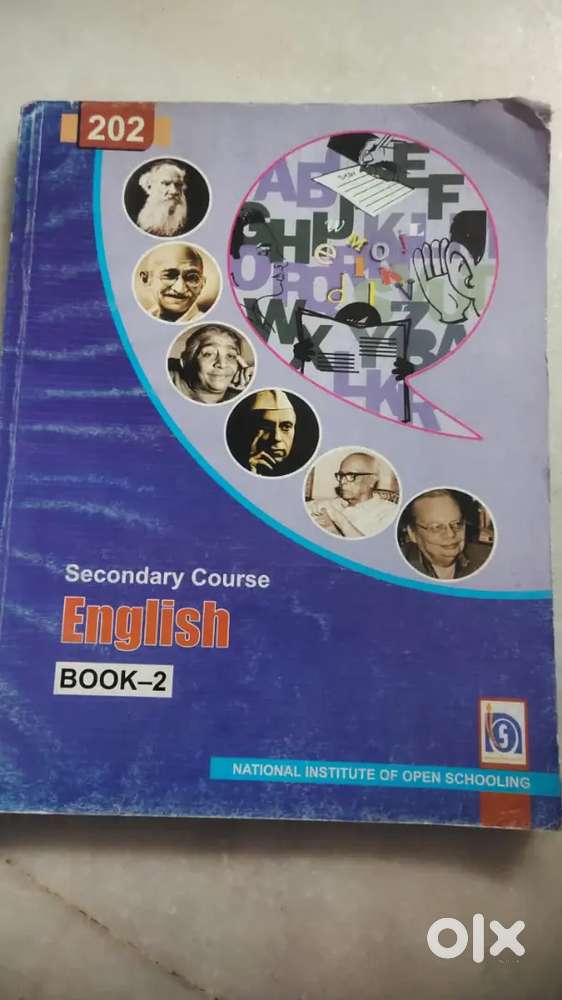 202
Secondary Course
English
BOOK–2
NATIONAL INSTITUTE OF OPEN SCHOOLING
olx